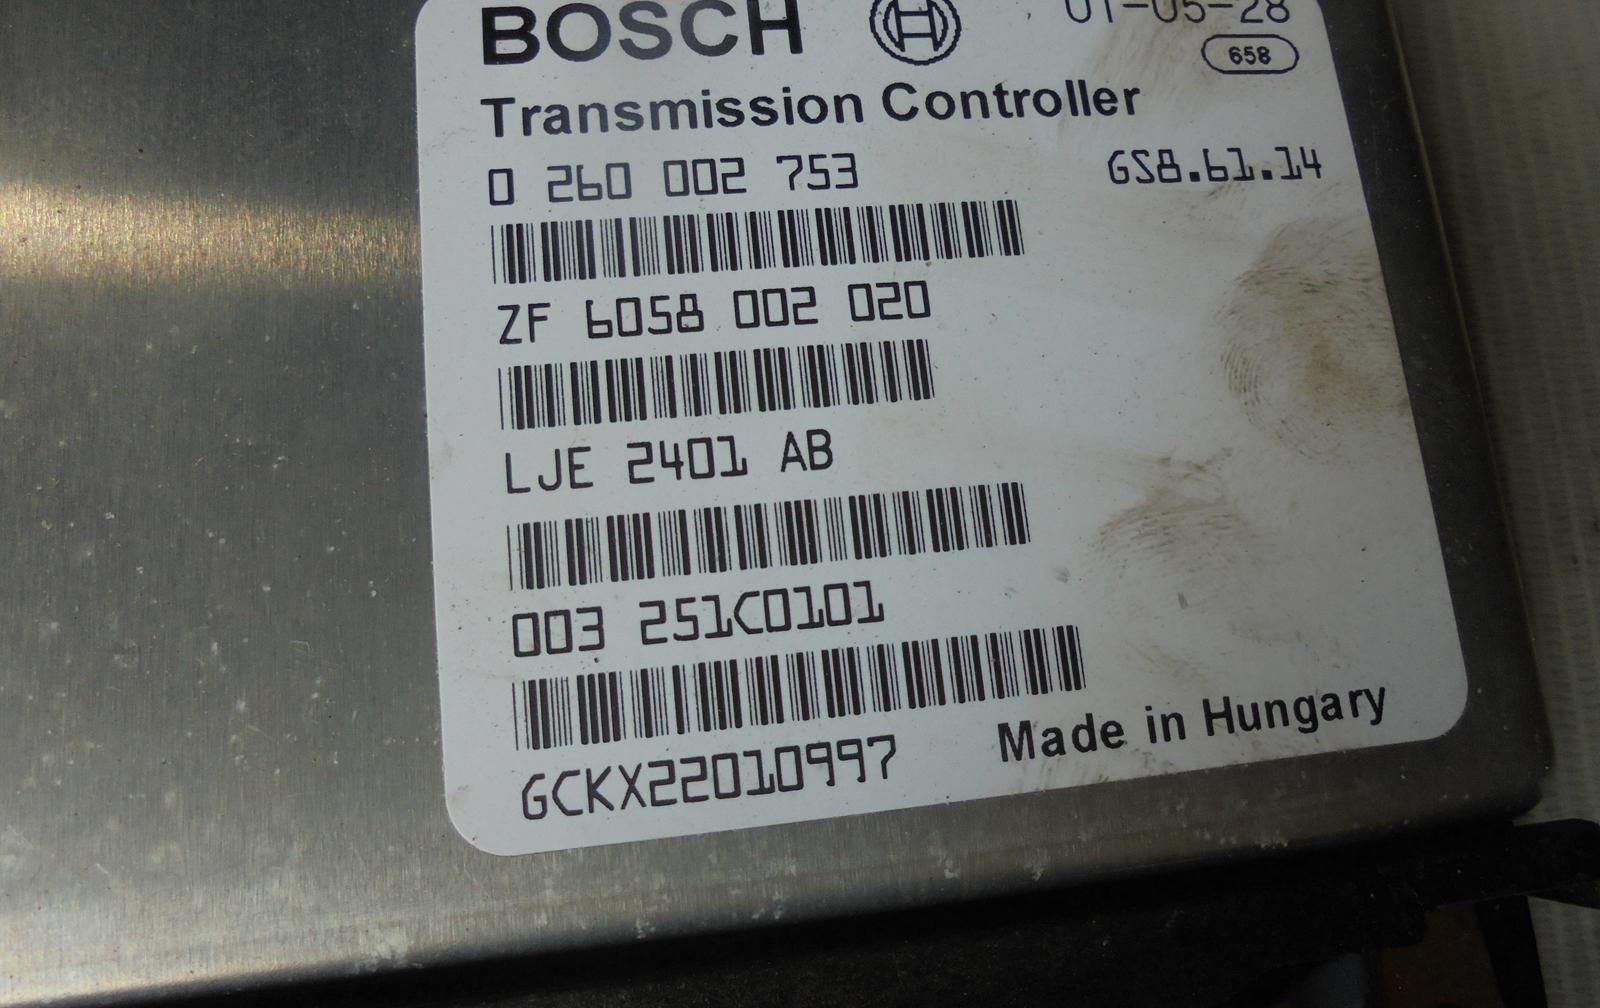 BOSCH 01-05-28
658
Transmission Controller
0 260 002 753 GS8.61.14
ZF 6058 002 020
LJE 2401 AB
003 251C0101
GCKX22010997 Made in Hungary